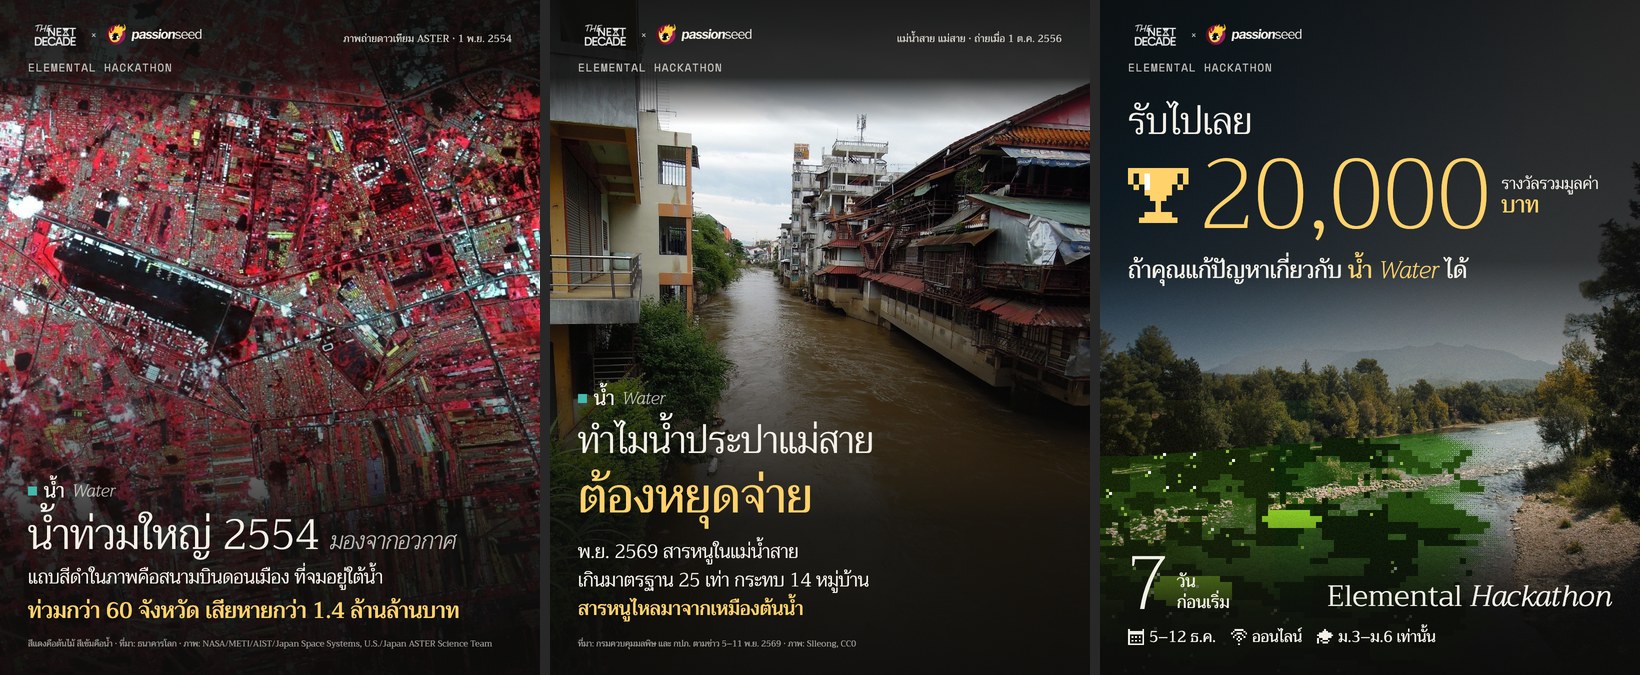 THE NEXT DECADE × passionseed
ภาพถ่ายดาวเทียม ASTER · 1 พ.ย. 2554
ELEMENTAL HACKATHON
น้ำ Water
น้ำท่วมใหญ่ 2554 มองจากอวกาศ
แถบสีดำในภาพคือสนามบินดอนเมือง ที่จมอยู่ใต้น้ำ
ท่วมกว่า 60 จังหวัด เสียหายกว่า 1.4 ล้านล้านบาท
สีแดงคือต้นไม้ สีเข้มคือน้ำ · ที่มา: ธนาคารโลก · ภาพ: NASA/METI/AIST/Japan Space Systems, U.S./Japan ASTER Science Team
THE NEXT DECADE × passionseed
แม่น้ำสาย แม่สาย · ถ่ายเมื่อ 1 ต.ค. 2556
ELEMENTAL HACKATHON
น้ำ Water
ทำไมน้ำประปาแม่สาย
ต้องหยุดจ่าย
พ.ย. 2569 สารหนูในแม่น้ำสาย
เกินมาตรฐาน 25 เท่า กระทบ 14 หมู่บ้าน
สารหนูไหลมาจากเหมืองต้นน้ำ
ที่มา: กรมควบคุมมลพิษ และ กปภ. ตามข่าว 5–11 พ.ย. 2569 · ภาพ: Slleong, CC0
THE NEXT DECADE × passionseed
ELEMENTAL HACKATHON
รับไปเลย
20,000
รางวัลรวมมูลค่า
บาท
ถ้าคุณแก้ปัญหาเกี่ยวกับ น้ำ Water ได้
7 วัน
ก่อนเริ่ม
Elemental Hackathon
5–12 ธ.ค. ออนไลน์ ม.3–ม.6 เท่านั้น